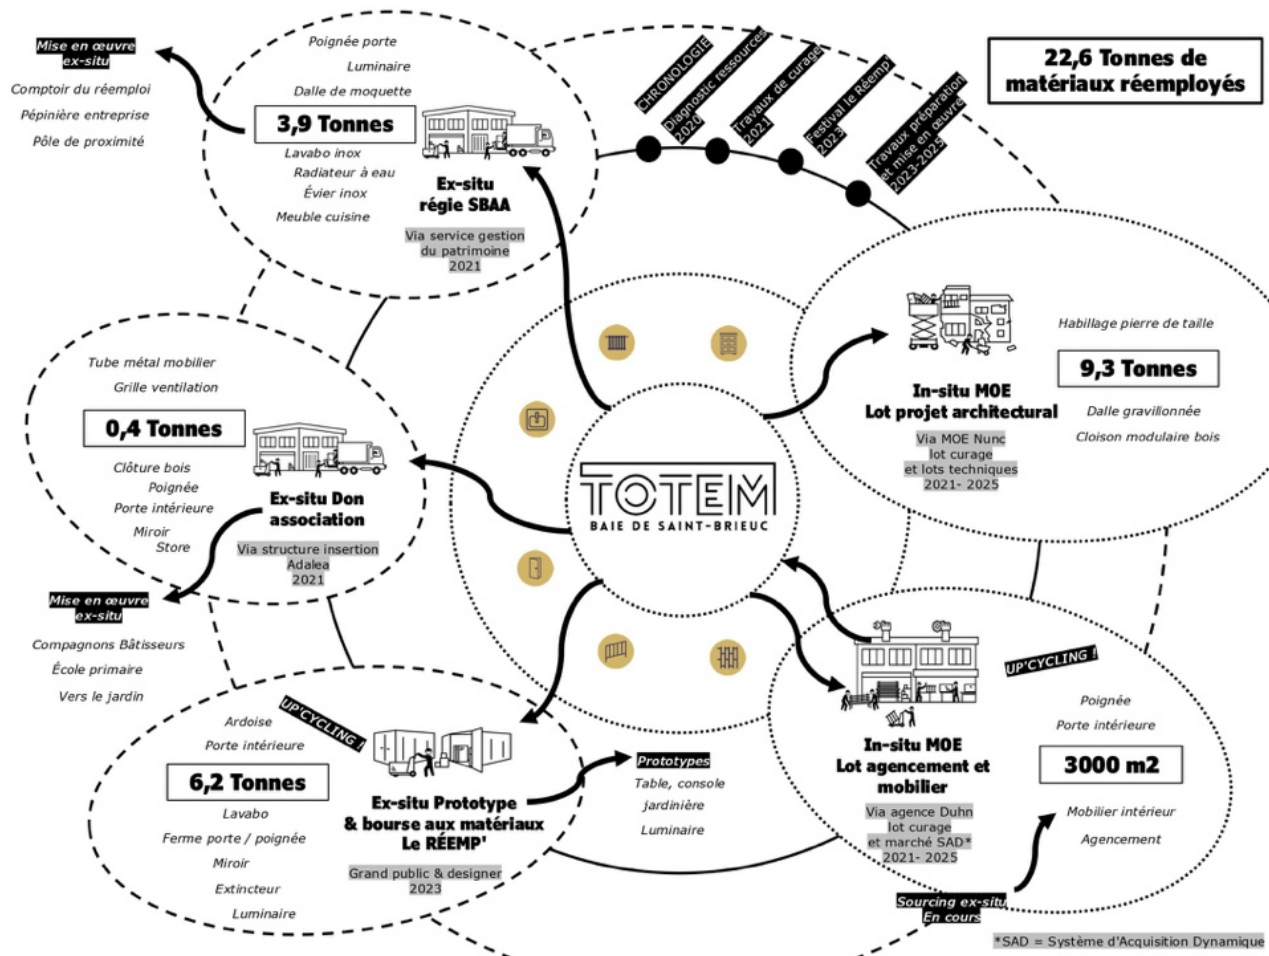 Mise en œuvre
ex-situ
Comptoir du réemploi
Pépinière entreprise
Pôle de proximité
Poignée porte
Luminaire
Dalle de moquette
3,9 Tonnes
Lavabo inox
Radiateur à eau
Évier inox
Meuble cuisine
Ex-situ
régie SBAA
Via service gestion
du patrimoine
2021
CHRONOLOGIE
Diagnostic ressources
2020
Travaux de curage
2021
Festival le Réemp'
2023
Travaux préparation
et mise en œuvre
2023-2025
22,6 Tonnes de
matériaux réemployés
In-situ MOE
Lot projet architectural
Via MOE Nunc
lot curage
et lots techniques
2021- 2025
Habillage pierre de taille
9,3 Tonnes
Dalle gravillonnée
Cloison modulaire bois
Tube métal mobilier
Grille ventilation
0,4 Tonnes
Clôture bois
Poignée
Porte intérieure
Miroir
Store
Ex-situ Don
association
Via structure insertion
Adalea
2021
Mise en œuvre
ex-situ
Compagnons Bâtisseurs
École primaire
Vers le jardin
TOTEM
BAIE DE SAINT-BRIEUC
UP'CYCLING !
Ardoise
Porte intérieure
6,2 Tonnes
Lavabo
Ferme porte / poignée
Miroir
Extincteur
Luminaire
Ex-situ Prototype
& bourse aux matériaux
Le RÉEMP'
Grand public & designer
2023
Prototypes
Table, console
jardinière
Luminaire
UP'CYCLING !
In-situ MOE
Lot agencement et
mobilier
Via agence Duhn
lot curage
et marché SAD*
2021- 2025
Poignée
Porte intérieure
3000 m2
Mobilier intérieur
Agencement
Sourcing ex-situ
En cours
*SAD = Système d'Acquisition Dynamique